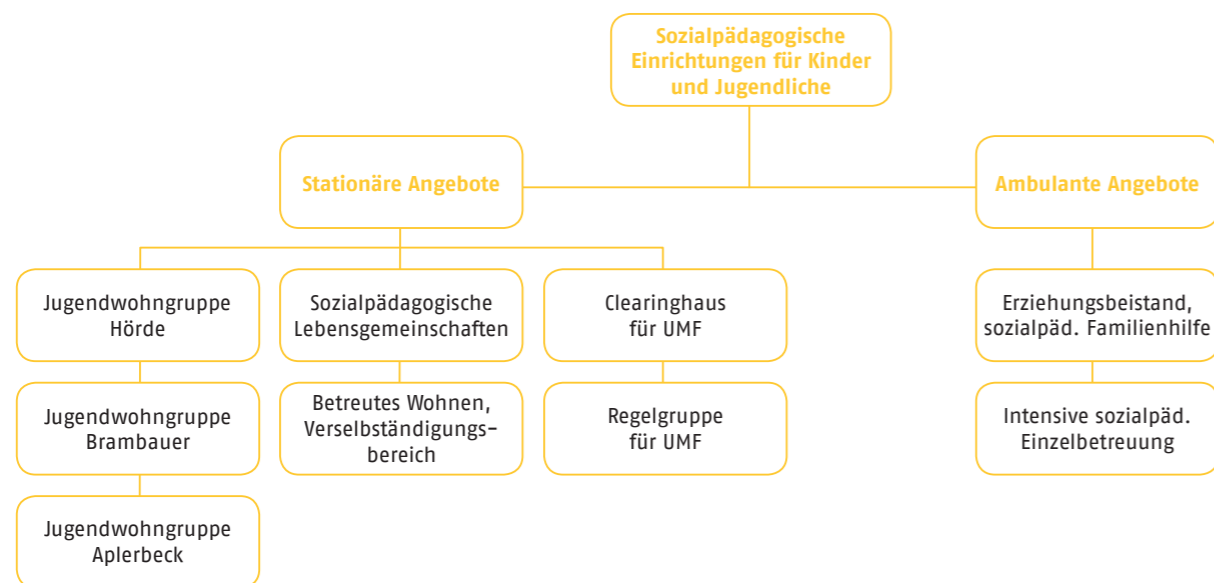 Sozialpädagogische
Einrichtungen für Kinder
und Jugendliche
Stationäre Angebote
Ambulante Angebote
Jugendwohngruppe
Hörde
Sozialpädagogische
Lebensgemeinschaften
Clearinghaus
für UMF
Erziehungsbeistand,
sozialpäd. Familienhilfe
Jugendwohngruppe
Brambauer
Betreutes Wohnen,
Verselbständigungs-
bereich
Regelgruppe
für UMF
Intensive sozialpäd.
Einzelbetreuung
Jugendwohngruppe
Aplerbeck